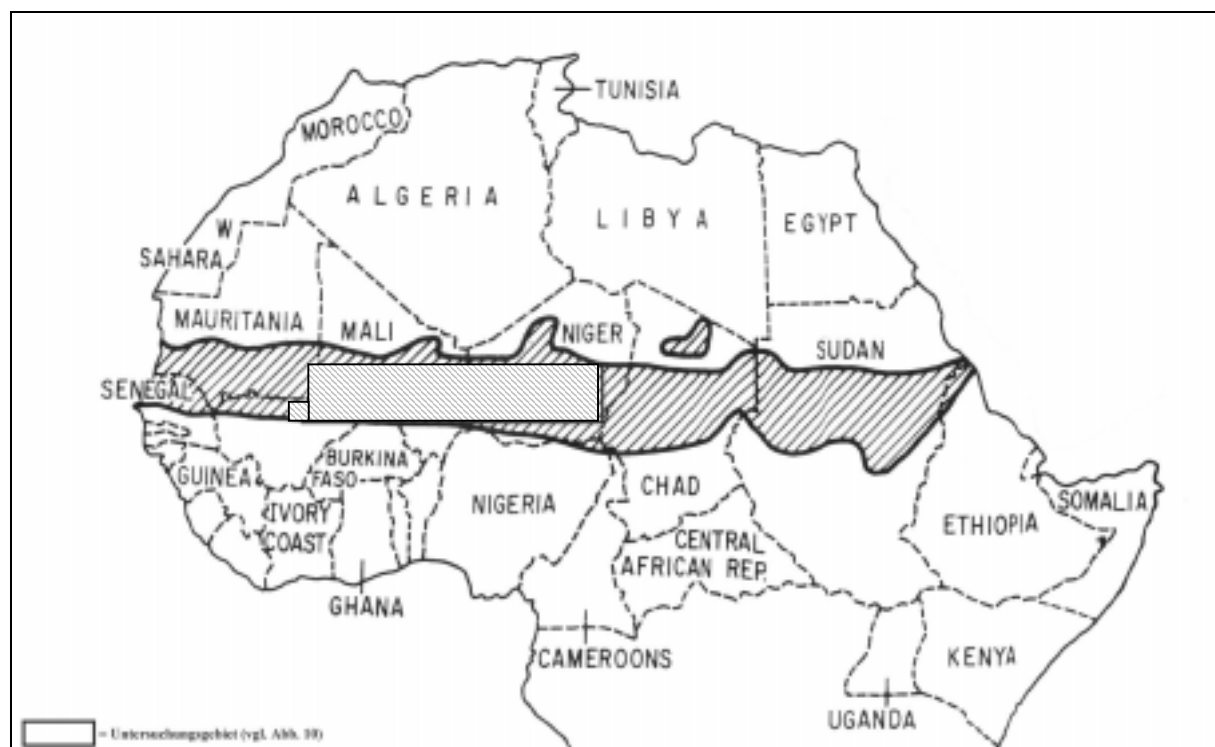 TUNISIA
MOROCCO
ALGERIA
LIBYA
EGYPT
W
SAHARA
MAURITANIA
MALI
NIGER
SUDAN
SENEGAL
GUINEA
BURKINA
FASO
IVORY
COAST
NIGERIA
CHAD
CENTRAL
AFRICAN REP.
ETHIOPIA
SOMALIA
GHANA
CAMEROONS
KENYA
UGANDA
= Untersuchungsgebiet (vgl. Abb. 10)